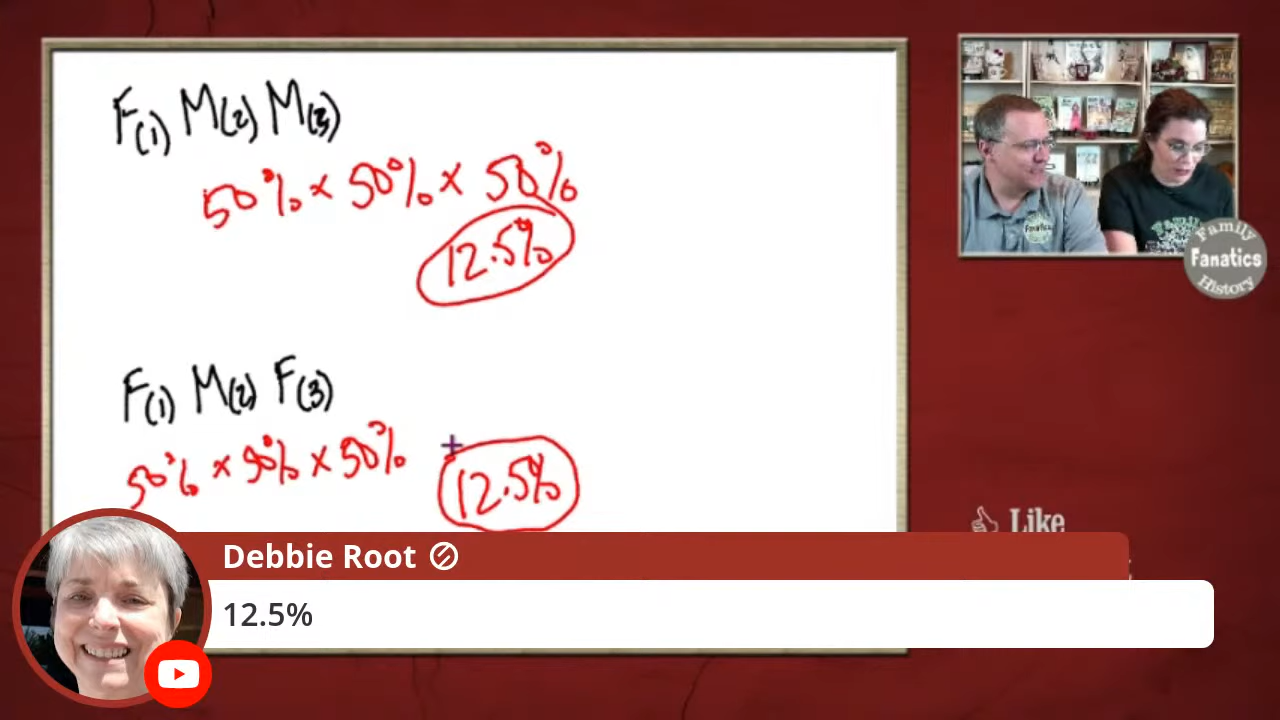 F(1) M(2) M(3)
50% x 50% x 50%
12.5%
F(1) M(2) F(3)
50% x 50% x 50%
12.5%
Family
Fanatics
History
Like
Debbie Root
12.5%